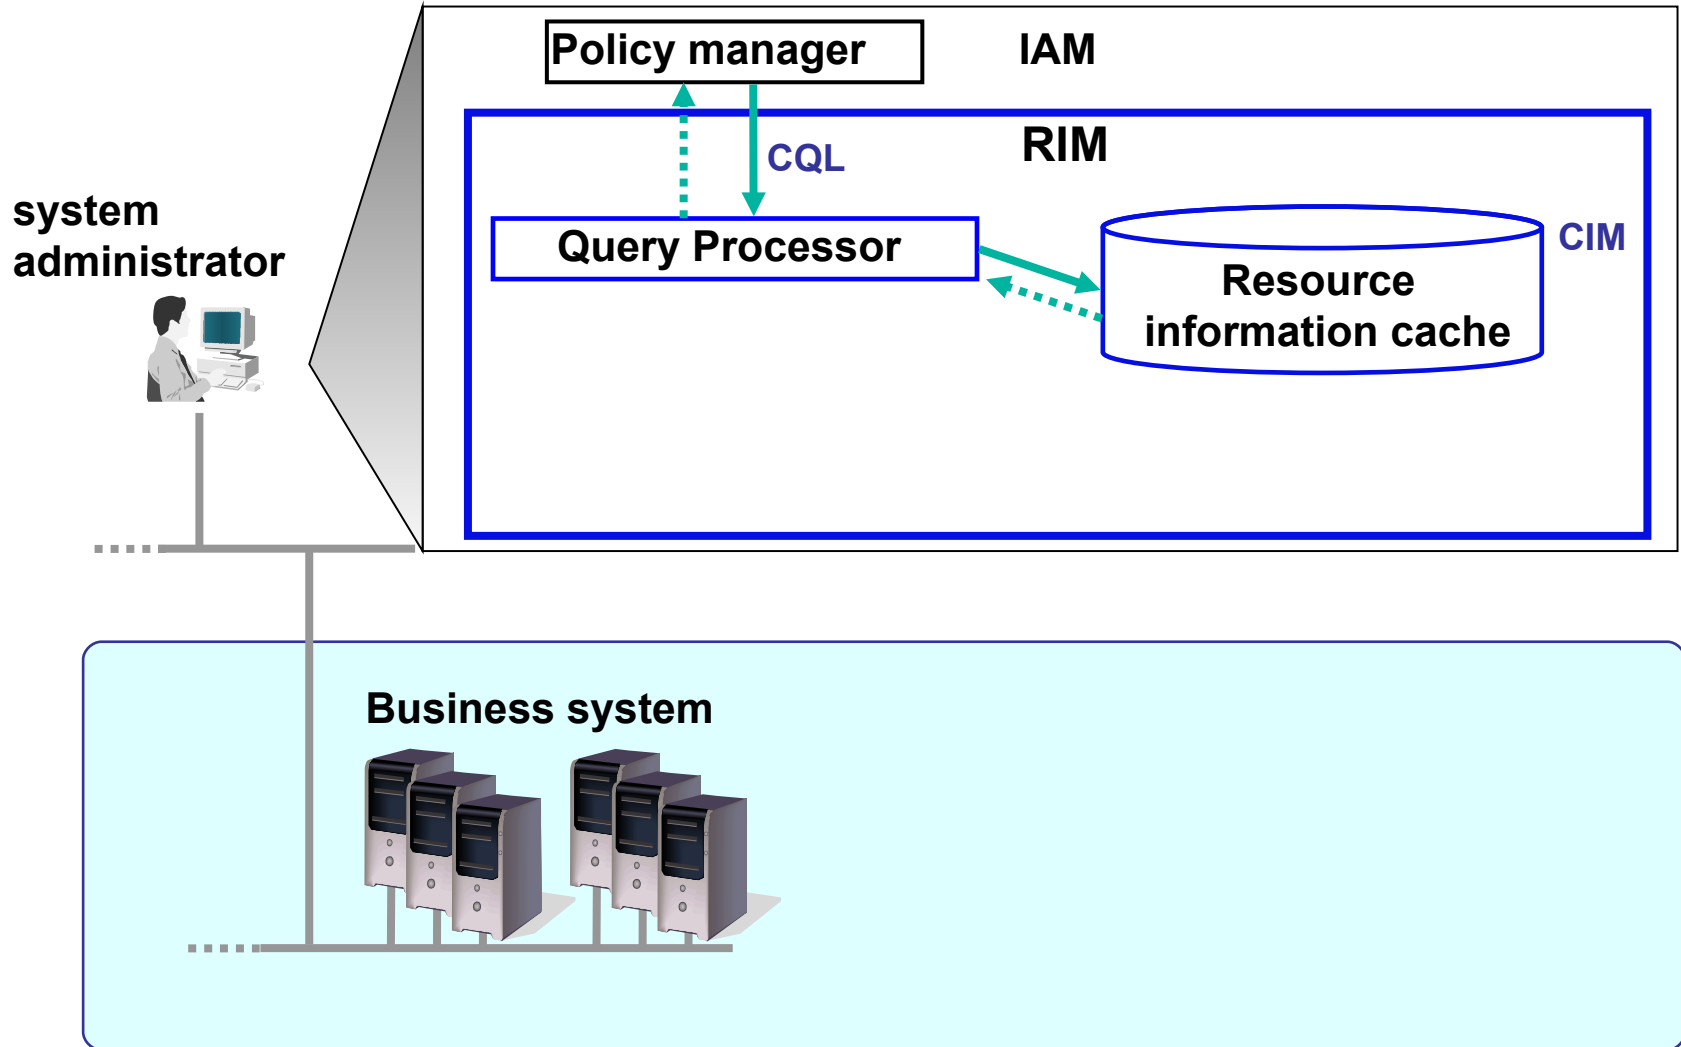 Policy manager
IAM
RIM
CQL
system
administrator
Query Processor
CIM
Resource
information cache
Business system